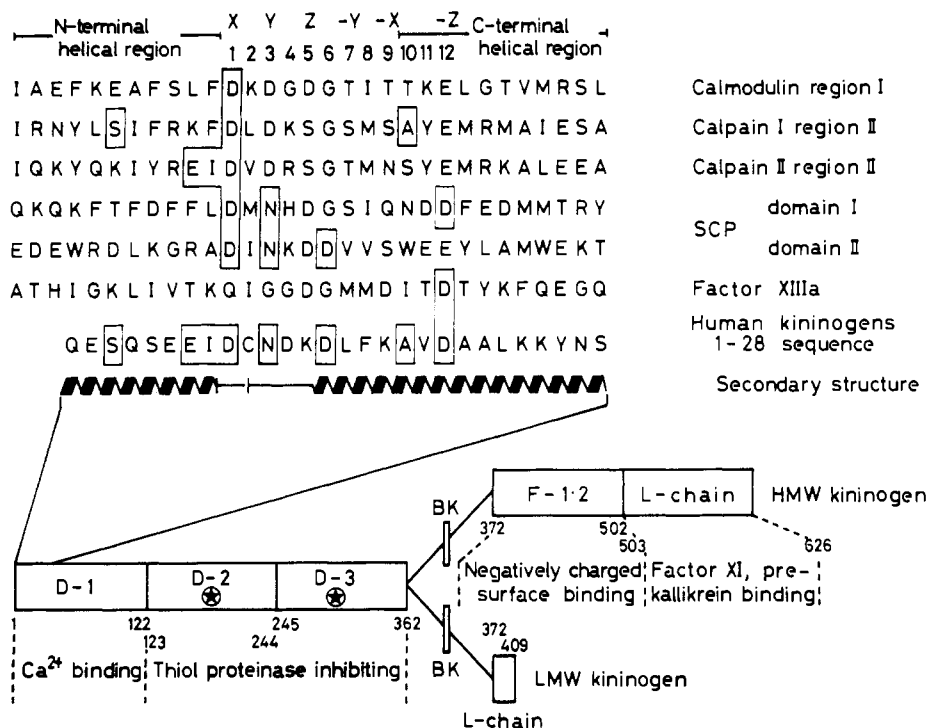 X Y Z -Y -X -Z
N-terminal helical region
C-terminal helical region
1 2 3 4 5 6 7 8 9 10 11 12
I A E F K E A F S L F D K D G D G T I T T K E L G T V M R S L Calmodulin region I
I R N Y L S I F R K F D L D K S G S M S A Y E M R M A I E S A Calpain I region II
I Q K Y Q K I Y R E I D V D R S G T M N S Y E M R K A L E E A Calpain II region II
Q K Q K F T F D F F L D M N H D G S I Q N D D F E D M M T R Y domain I
SCP
E D E W R D L K G R A D I N K D D V V S W E E Y L A M W E K T domain II
A T H I G K L I V T K Q I G G D G M M D I T D T Y K F Q E G Q Factor XIIIa
Q E S Q S E E I D C N D K D L F K A V D A A L K K Y N S Human kininogens
1-28 sequence
Secondary structure
F-1·2 L-chain HMW kininogen
BK
372 502 503 626
Negatively charged surface binding
Factor XI, pre-kallikrein binding
D-1 D-2 D-3
1 122 123 244 245 362
Ca2+ binding Thiol proteinase inhibiting
BK
372
409
LMW kininogen
L-chain